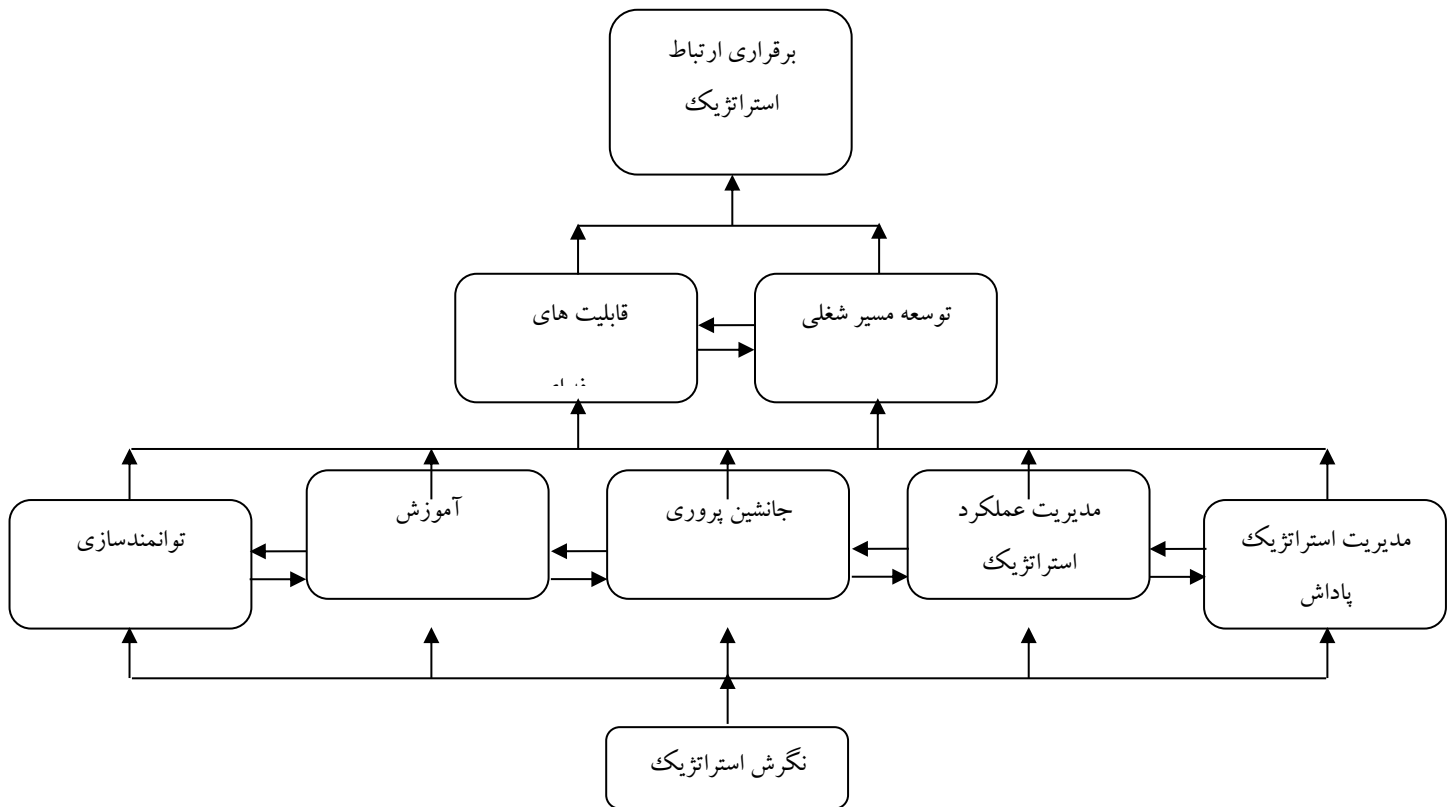 برقراری ارتباط
استراتژیک
قابلیت های
توسعه مسیر شغلی
توانمندسازی
آموزش
جانشین پروری
مدیریت عملکرد
استراتژیک
مدیریت استراتژیک
پاداش
نگرش استراتژیک